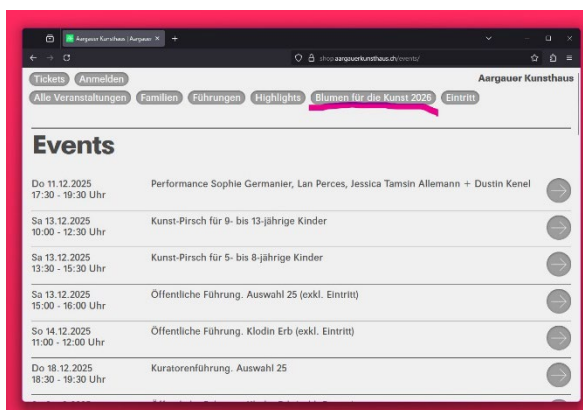 Aargauer Kunsthaus | Aargauer
shop.aargauerkunsthaus.ch/events/
Tickets Anmelden
Aargauer Kunsthaus
Alle Veranstaltungen Familien Führungen Highlights Blumen für die Kunst 2026 Eintritt
Events
Do 11.12.2025
17:30 - 19:30 Uhr
Performance Sophie Germanier, Lan Perces, Jessica Tamsin Allemann + Dustin Kenel
Sa 13.12.2025
10:00 - 12:30 Uhr
Kunst-Pirsch für 9- bis 13-jährige Kinder
Sa 13.12.2025
13:30 - 15:30 Uhr
Kunst-Pirsch für 5- bis 8-jährige Kinder
Sa 13.12.2025
15:00 - 16:00 Uhr
Öffentliche Führung. Auswahl 25 (exkl. Eintritt)
So 14.12.2025
11:00 - 12:00 Uhr
Öffentliche Führung. Klodin Erb (exkl. Eintritt)
Do 18.12.2025
18:30 - 19:30 Uhr
Kuratorenführung. Auswahl 25